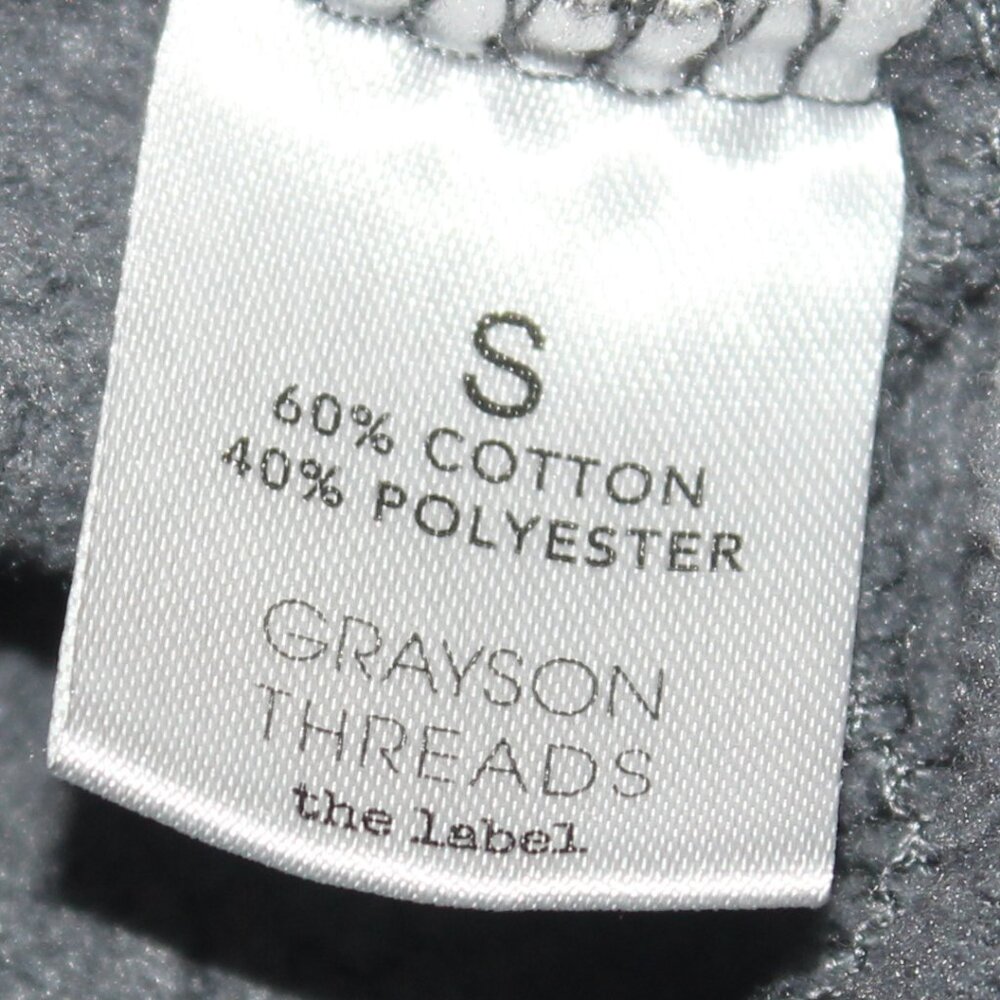 S
60% COTTON
40% POLYESTER
GRAYSON
THREADS
the label